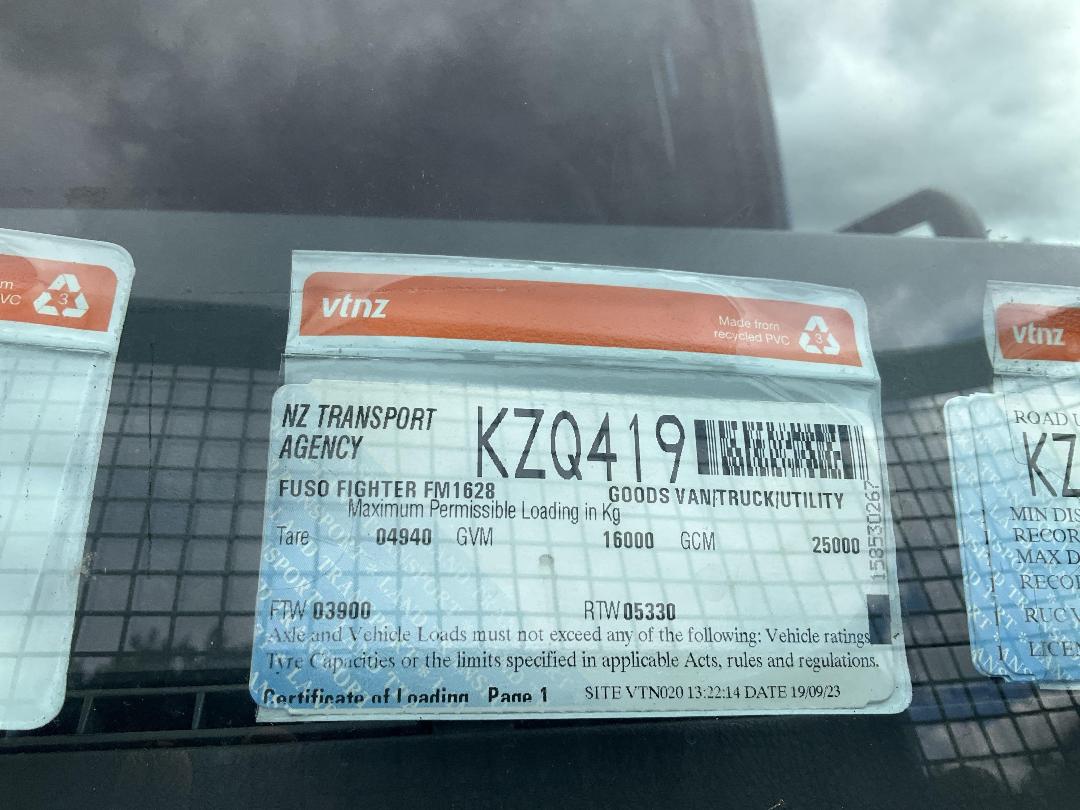 m
VC
3
vtnz
Made from
recycled PVC
3
vtnz
NZ TRANSPORT
AGENCY
KZQ419
FUSO FIGHTER FM1628
GOODS VAN/TRUCK/UTILITY
Maximum Permissible Loading in Kg
Tare 04940 GVM 16000 GCM 25000
158530267
FTW 03900 RTW 05330
Axle and Vehicle Loads must not exceed any of the following: Vehicle ratings
Tyre Capacities or the limits specified in applicable Acts, rules and regulations.
Certificate of Loading Page 1 SITE VTN020 13:22:14 DATE 19/09/23
ROAD U
KZ
MIN DIS
RECOR
MAX D
RECO
RUC V
LICEN